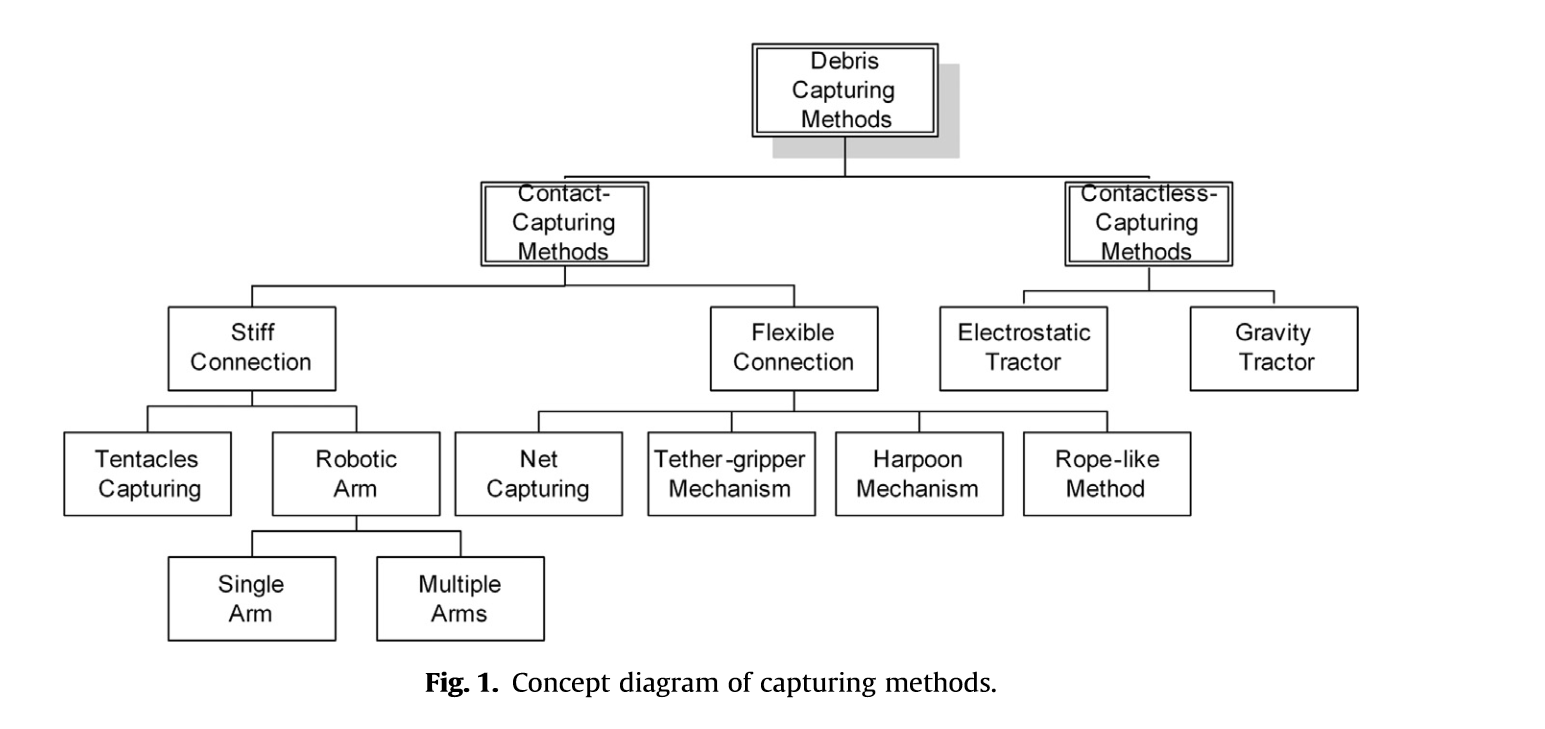 Debris
Capturing
Methods
Contact-
Capturing
Methods
Contactless-
Capturing
Methods
Stiff
Connection
Flexible
Connection
Electrostatic
Tractor
Gravity
Tractor
Tentacles
Capturing
Robotic
Arm
Net
Capturing
Tether-gripper
Mechanism
Harpoon
Mechanism
Rope-like
Method
Single
Arm
Multiple
Arms
Fig. 1. Concept diagram of capturing methods.